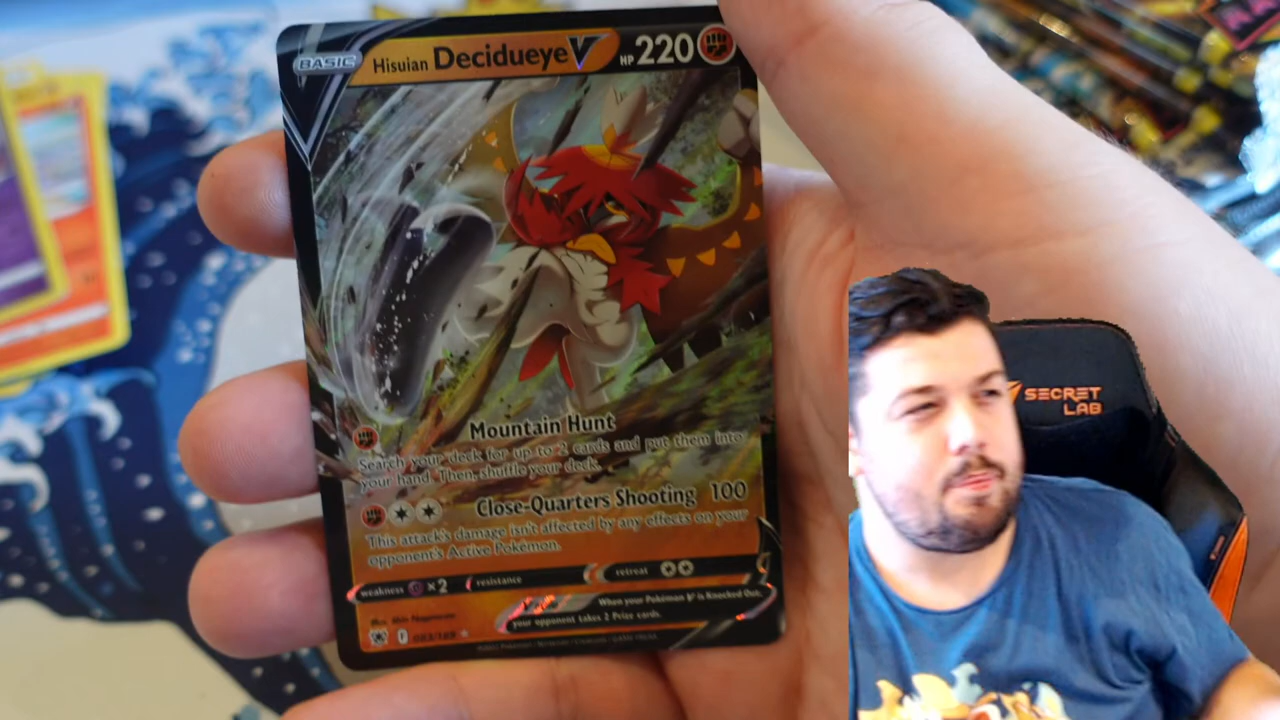 BASIC
Hisuian Decidueye V HP 220
Mountain Hunt
Search your deck for up to 2 cards and put them into
your hand. Then, shuffle your deck.
Close-Quarters Shooting 100
This attack's damage isn't affected by any effects on your
opponent's Active Pokémon.
weakness ×2 resistance retreat
When your Pokémon V is Knocked Out,
your opponent takes 2 Prize cards.
F
SECRET
LAB